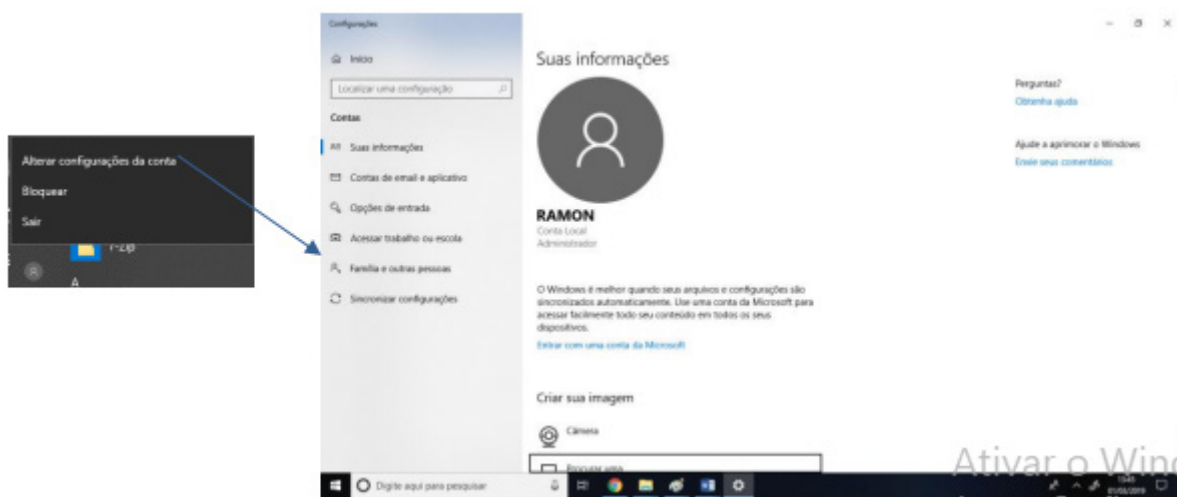 Alterar configurações da conta
Bloquear
Sair
7-Zip
A
Configurações
Início
Localizar uma configuração
Contas
Suas informações
Contas de email e aplicativo
Opções de entrada
Acessar trabalho ou escola
Família e outras pessoas
Sincronizar configurações
Suas informações
RAMON
Conta Local
Administrador
O Windows é melhor quando seus arquivos e configurações são
sincronizados automaticamente. Use uma conta da Microsoft para
acessar facilmente todo seu conteúdo em todos os seus
dispositivos.
Entrar com uma conta da Microsoft
Criar sua imagem
Câmera
Procurar uma
Perguntas?
Obtenha ajuda
Ajude a aprimorar o Windows
Envie seus comentários
Ativar o Wind
Digite aqui para pesquisar